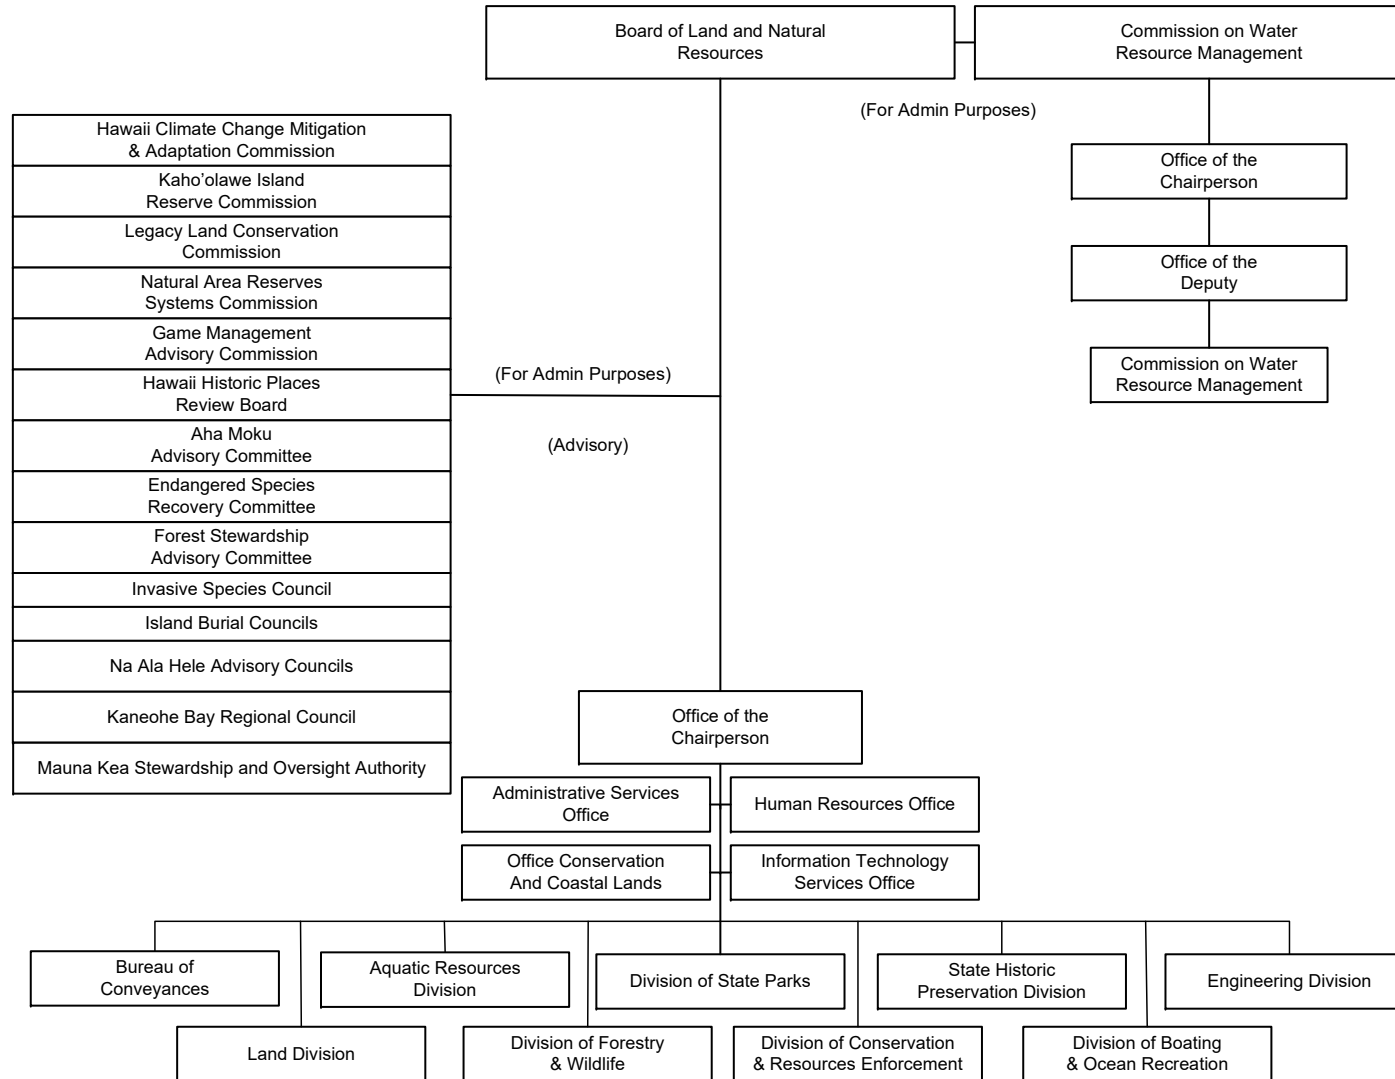 Board of Land and Natural
Resources
Commission on Water
Resource Management
(For Admin Purposes)
Hawaii Climate Change Mitigation
& Adaptation Commission
Kaho’olawe Island
Reserve Commission
Legacy Land Conservation
Commission
Natural Area Reserves
Systems Commission
Game Management
Advisory Commission
Hawaii Historic Places
Review Board
Aha Moku
Advisory Committee
Endangered Species
Recovery Committee
Forest Stewardship
Advisory Committee
Invasive Species Council
Island Burial Councils
Na Ala Hele Advisory Councils
Kaneohe Bay Regional Council
Mauna Kea Stewardship and Oversight Authority
(For Admin Purposes)
(Advisory)
Office of the
Chairperson
Office of the
Deputy
Commission on Water
Resource Management
Office of the
Chairperson
Administrative Services
Office
Human Resources Office
Office Conservation
And Coastal Lands
Information Technology
Services Office
Bureau of
Conveyances
Aquatic Resources
Division
Division of State Parks
State Historic
Preservation Division
Engineering Division
Land Division
Division of Forestry
& Wildlife
Division of Conservation
& Resources Enforcement
Division of Boating
& Ocean Recreation